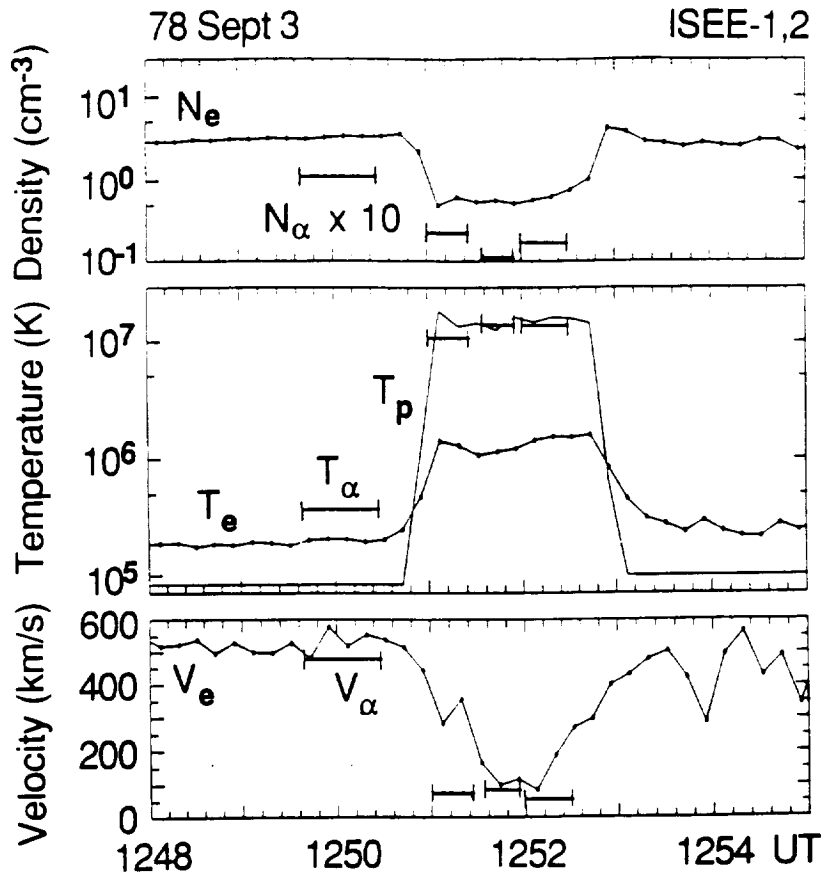 78 Sept 3 ISEE-1,2
Density (cm-3)
10¹
10⁰
10-¹
Ne
Nα x 10
Temperature (K)
10⁷
10⁶
10⁵
Tp
Te
Tα
Velocity (km/s)
600
400
200
0
Ve
Vα
1248 1250 1252 1254 UT